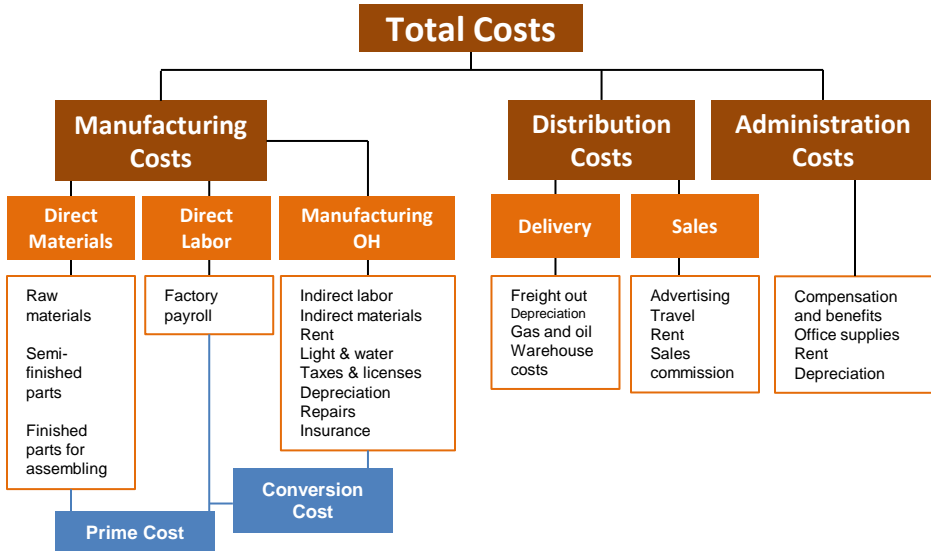 Total Costs
Manufacturing
Costs
Distribution
Costs
Administration
Costs
Direct
Materials
Direct
Labor
Manufacturing
OH
Delivery
Sales
Raw
materials
Semi-
finished
parts
Finished
parts for
assembling
Factory
payroll
Indirect labor
Indirect materials
Rent
Light & water
Taxes & licenses
Depreciation
Repairs
Insurance
Freight out
Depreciation
Gas and oil
Warehouse
costs
Advertising
Travel
Rent
Sales
commission
Compensation
and benefits
Office supplies
Rent
Depreciation
Conversion
Cost
Prime Cost